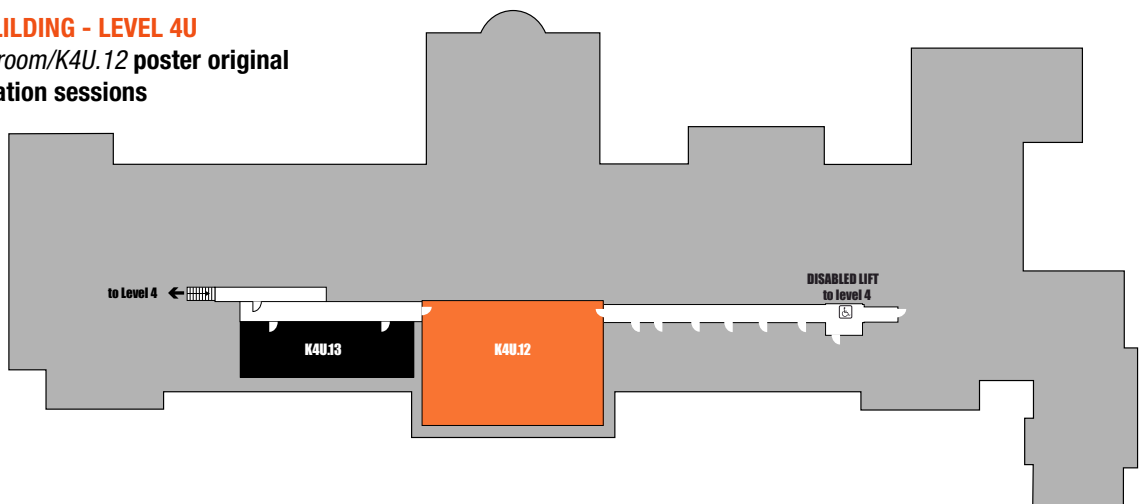 UILDING - LEVEL 4U
room/K4U.12 poster original
ation sessions
DISABLED LIFT
to level 4
to Level 4
K4U.13
K4U.12